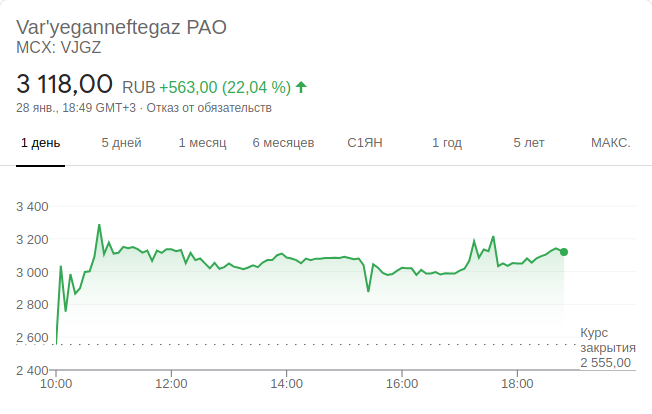 Var'yeganneftegaz PAO
MCX: VJGZ
3 118,00 RUB +563,00 (22,04 %)
28 янв., 18:49 GMT+3 · Отказ от обязательств
1 день 5 дней 1 месяц 6 месяцев С1ЯН 1 год 5 лет МАКС.
3 400
3 200
3 000
2 800
2 600
Курс
закрытия
2 555,00
2 400
10:00 12:00 14:00 16:00 18:00